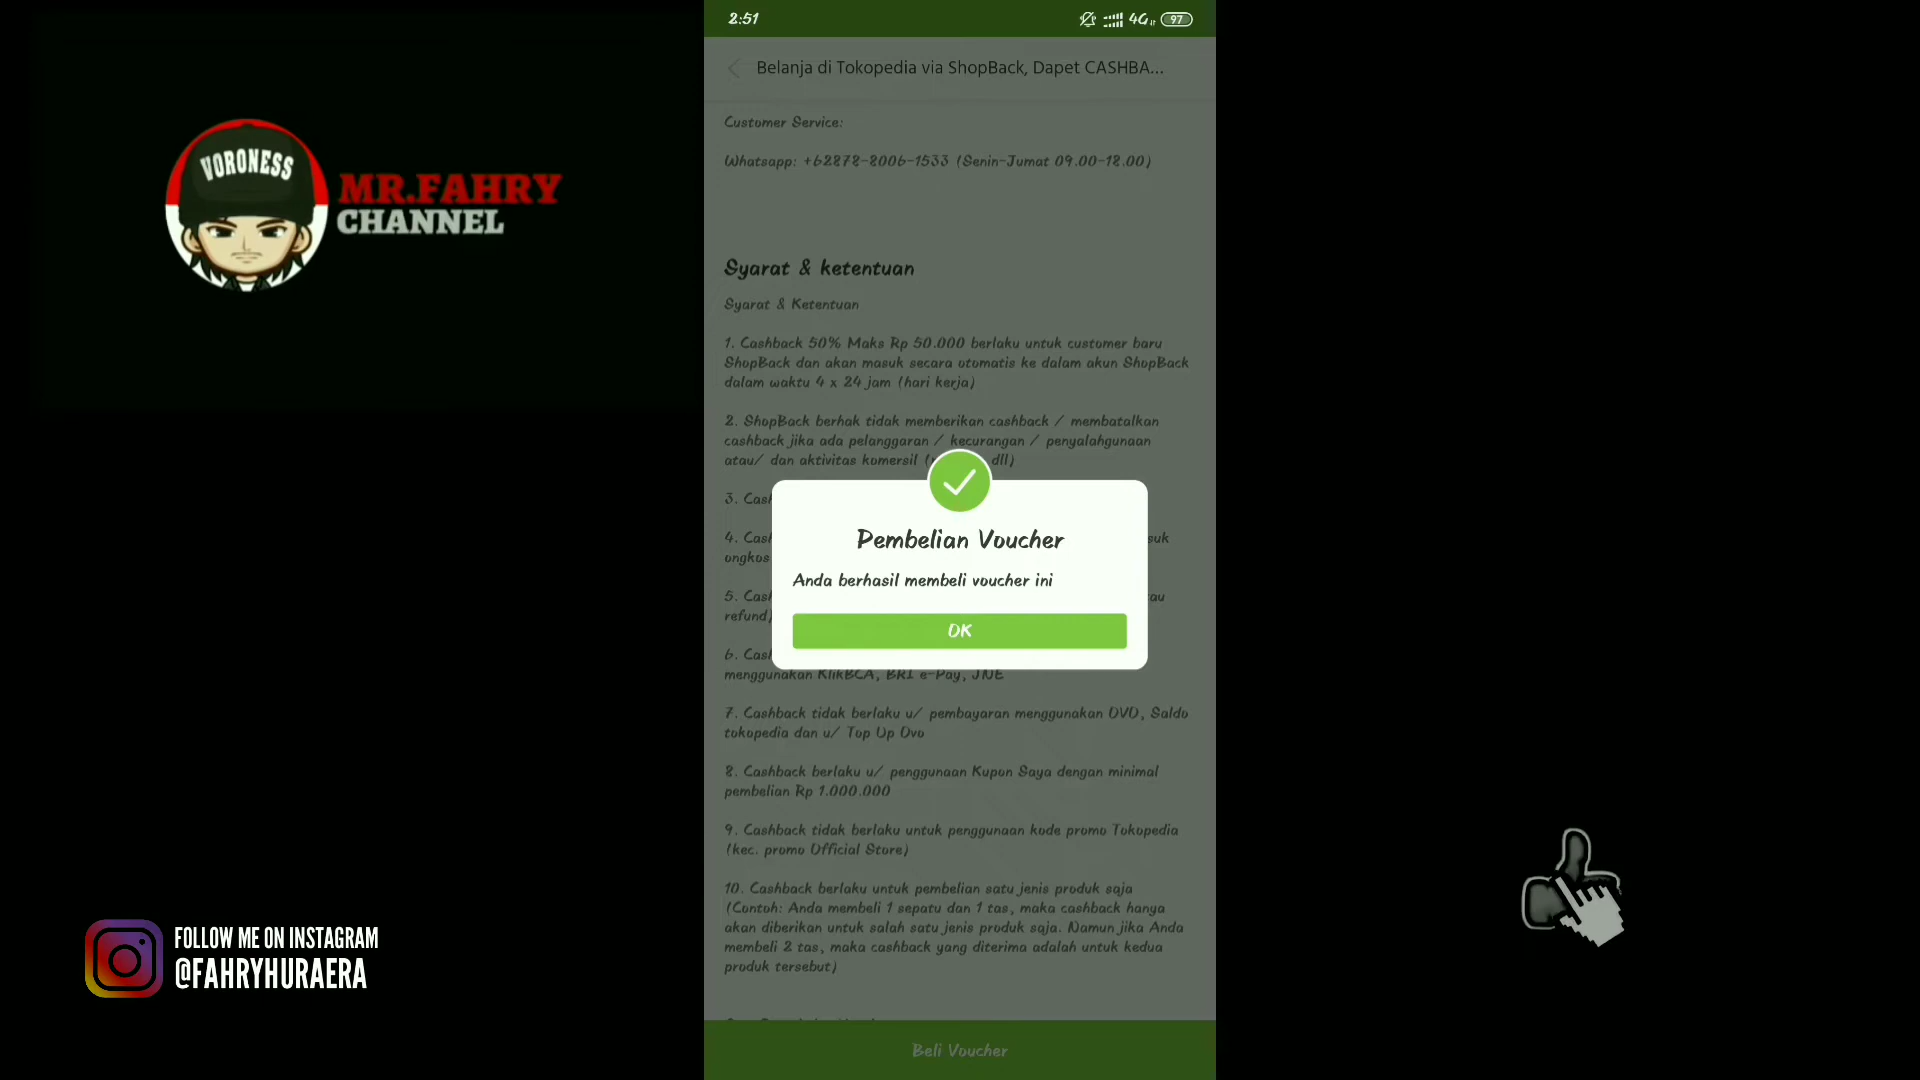 2:51
4G
97
Belanja di Tokopedia via ShopBack, Dapet CASHBA...
Customer Service:
Whatsapp: +62878-8006-1533 (Senin-Jumat 09.00-18.00)
VORONESS
MR.FAHRY
CHANNEL
Syarat & ketentuan
Syarat & Ketentuan
1. Cashback 50% Maks Rp 50.000 berlaku untuk customer baru
ShopBack dan akan masuk secara otomatis ke dalam akun ShopBack
dalam waktu 4 x 24 jam (hari kerja)
2. ShopBack berhak tidak memberikan cashback / membatalkan
cashback jika ada pelanggaran / kecurangan / penyalahgunaan
atau/ dan aktivitas komersil dll)
3.
4.
ongkos
5.
refund)
6.
menggunakan KlikBCA, BRI e-Pay, JNE
Pembelian Voucher
Anda berhasil membeli voucher ini
OK
7. Cashback tidak berlaku u/ pembayaran menggunakan OVO, Saldo
tokopedia dan u/ Top Up Ovo
8. Cashback berlaku u/ penggunaan Kupon Saya dengan minimal
pembelian Rp 1.000.000
9. Cashback tidak berlaku untuk penggunaan kode promo Tokopedia
(kec. promo Official Store)
10. Cashback berlaku untuk pembelian satu jenis produk saja
(Contoh: Anda membeli 1 sepatu dan 1 tas, maka cashback hanya
akan diberikan untuk salah satu jenis produk saja. Namun jika Anda
membeli 2 tas, maka cashback yang diterima adalah untuk kedua
produk tersebut)
Beli Voucher
FOLLOW ME ON INSTAGRAM
@FAHRYHURAERA